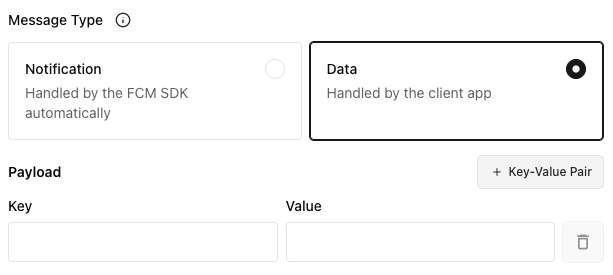 Message Type
Notification
Handled by the FCM SDK
automatically
Data
Handled by the client app
Payload
+ Key-Value Pair
Key
Value